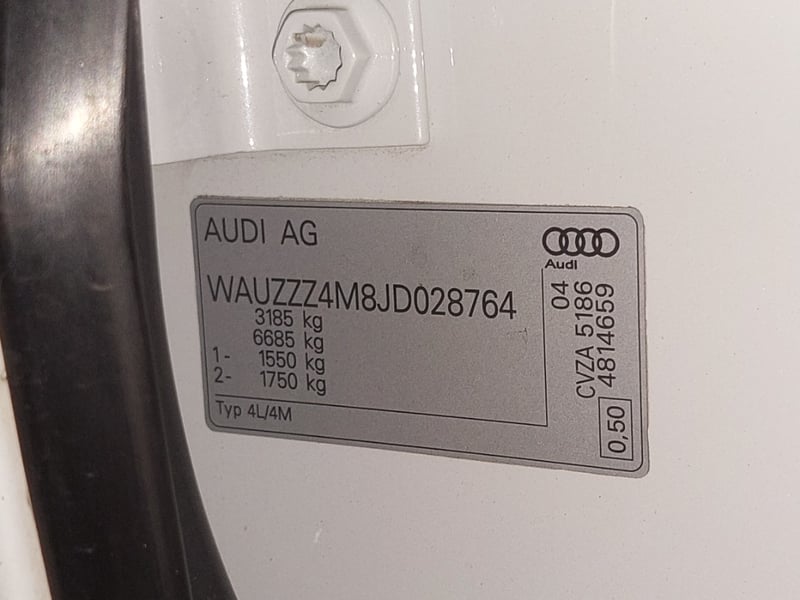 AUDI AG
Audi
WAUZZZ4M8JD028764
3185 kg
6685 kg
1- 1550 kg
2- 1750 kg
Typ 4L/4M
04
CVZA 5186
4814659
0,50